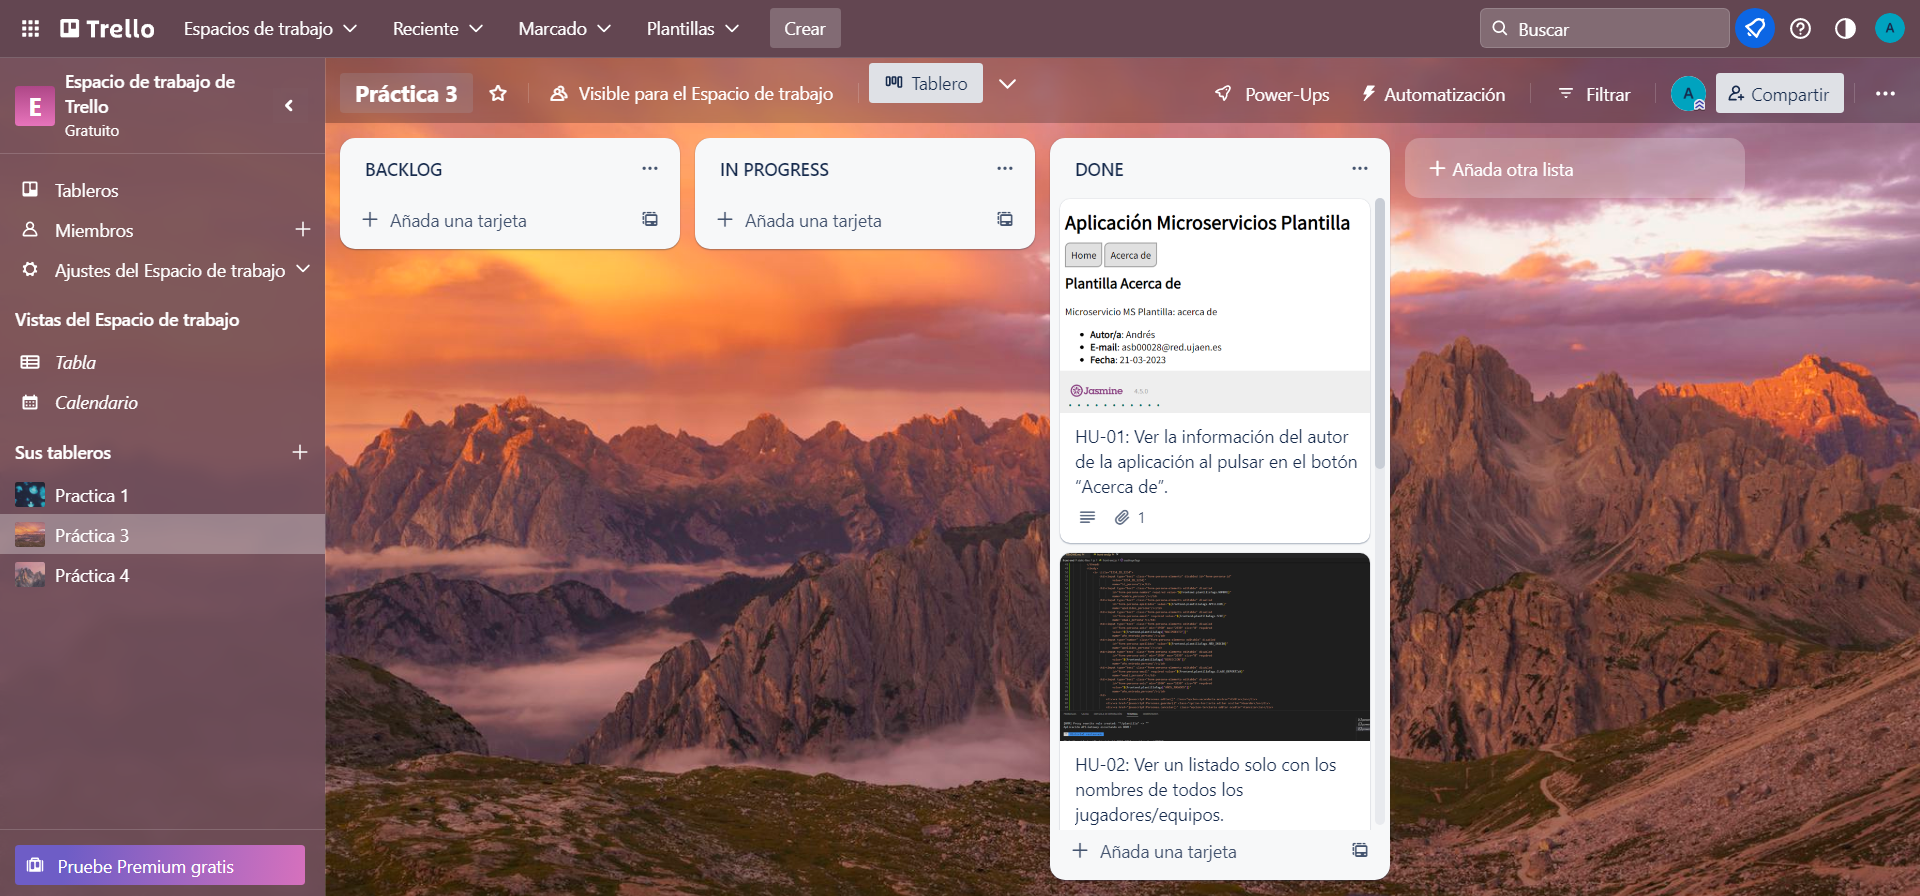 Trello
Espacios de trabajo
Reciente
Marcado
Plantillas
Crear
Buscar
A
E
Espacio de trabajo de
Trello
Gratuito
Práctica 3
Visible para el Espacio de trabajo
Tablero
Power-Ups
Automatización
Filtrar
A
Compartir
Tableros
Miembros
Ajustes del Espacio de trabajo
Vistas del Espacio de trabajo
Tabla
Calendario
Sus tableros
Practica 1
Práctica 3
Práctica 4
Pruebe Premium gratis
BACKLOG
Añada una tarjeta
IN PROGRESS
Añada una tarjeta
DONE
Aplicación Microservicios Plantilla
Home
Acerca de
Plantilla Acerca de
Microservicio MS Plantilla: acerca de
• Autor/a: Andrés
• E-mail: asb00028@red.ujaen.es
• Fecha: 21-03-2023
Jasmine 4.5.0
HU-01: Ver la información del autor
de la aplicación al pulsar en el botón
“Acerca de”.
1
HU-02: Ver un listado solo con los
nombres de todos los
jugadores/equipos.
Añada una tarjeta
Añada otra lista